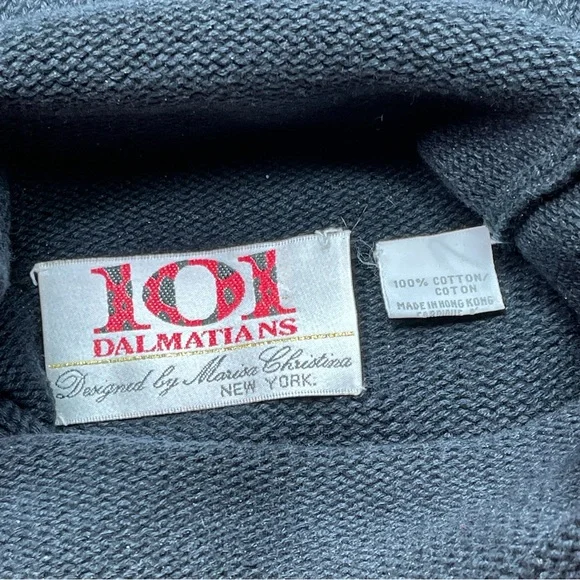 101
DALMATIANS
Designed by Marisa Christina
NEW YORK.
100% COTTON/
COTON
MADE IN HONG KONG